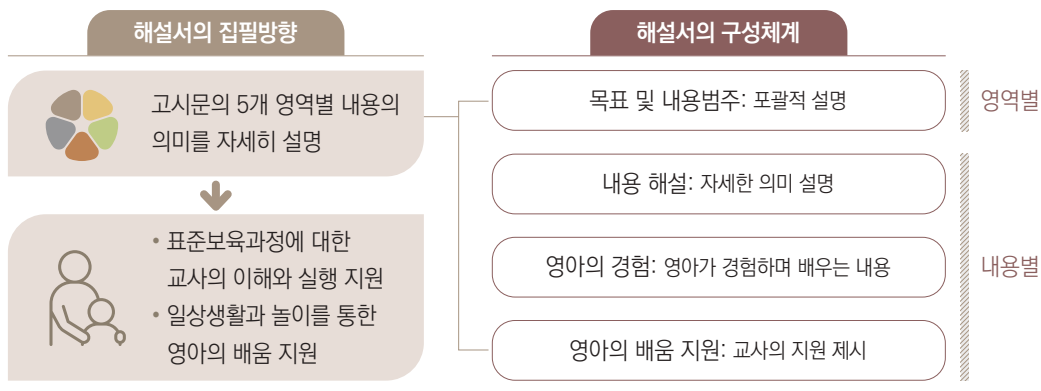 해설서의 집필방향
고시문의 5개 영역별 내용의
의미를 자세히 설명
• 표준보육과정에 대한
교사의 이해와 실행 지원
• 일상생활과 놀이를 통한
영아의 배움 지원
해설서의 구성체계
목표 및 내용범주: 포괄적 설명
영역별
내용 해설: 자세한 의미 설명
영아의 경험: 영아가 경험하며 배우는 내용
내용별
영아의 배움 지원: 교사의 지원 제시